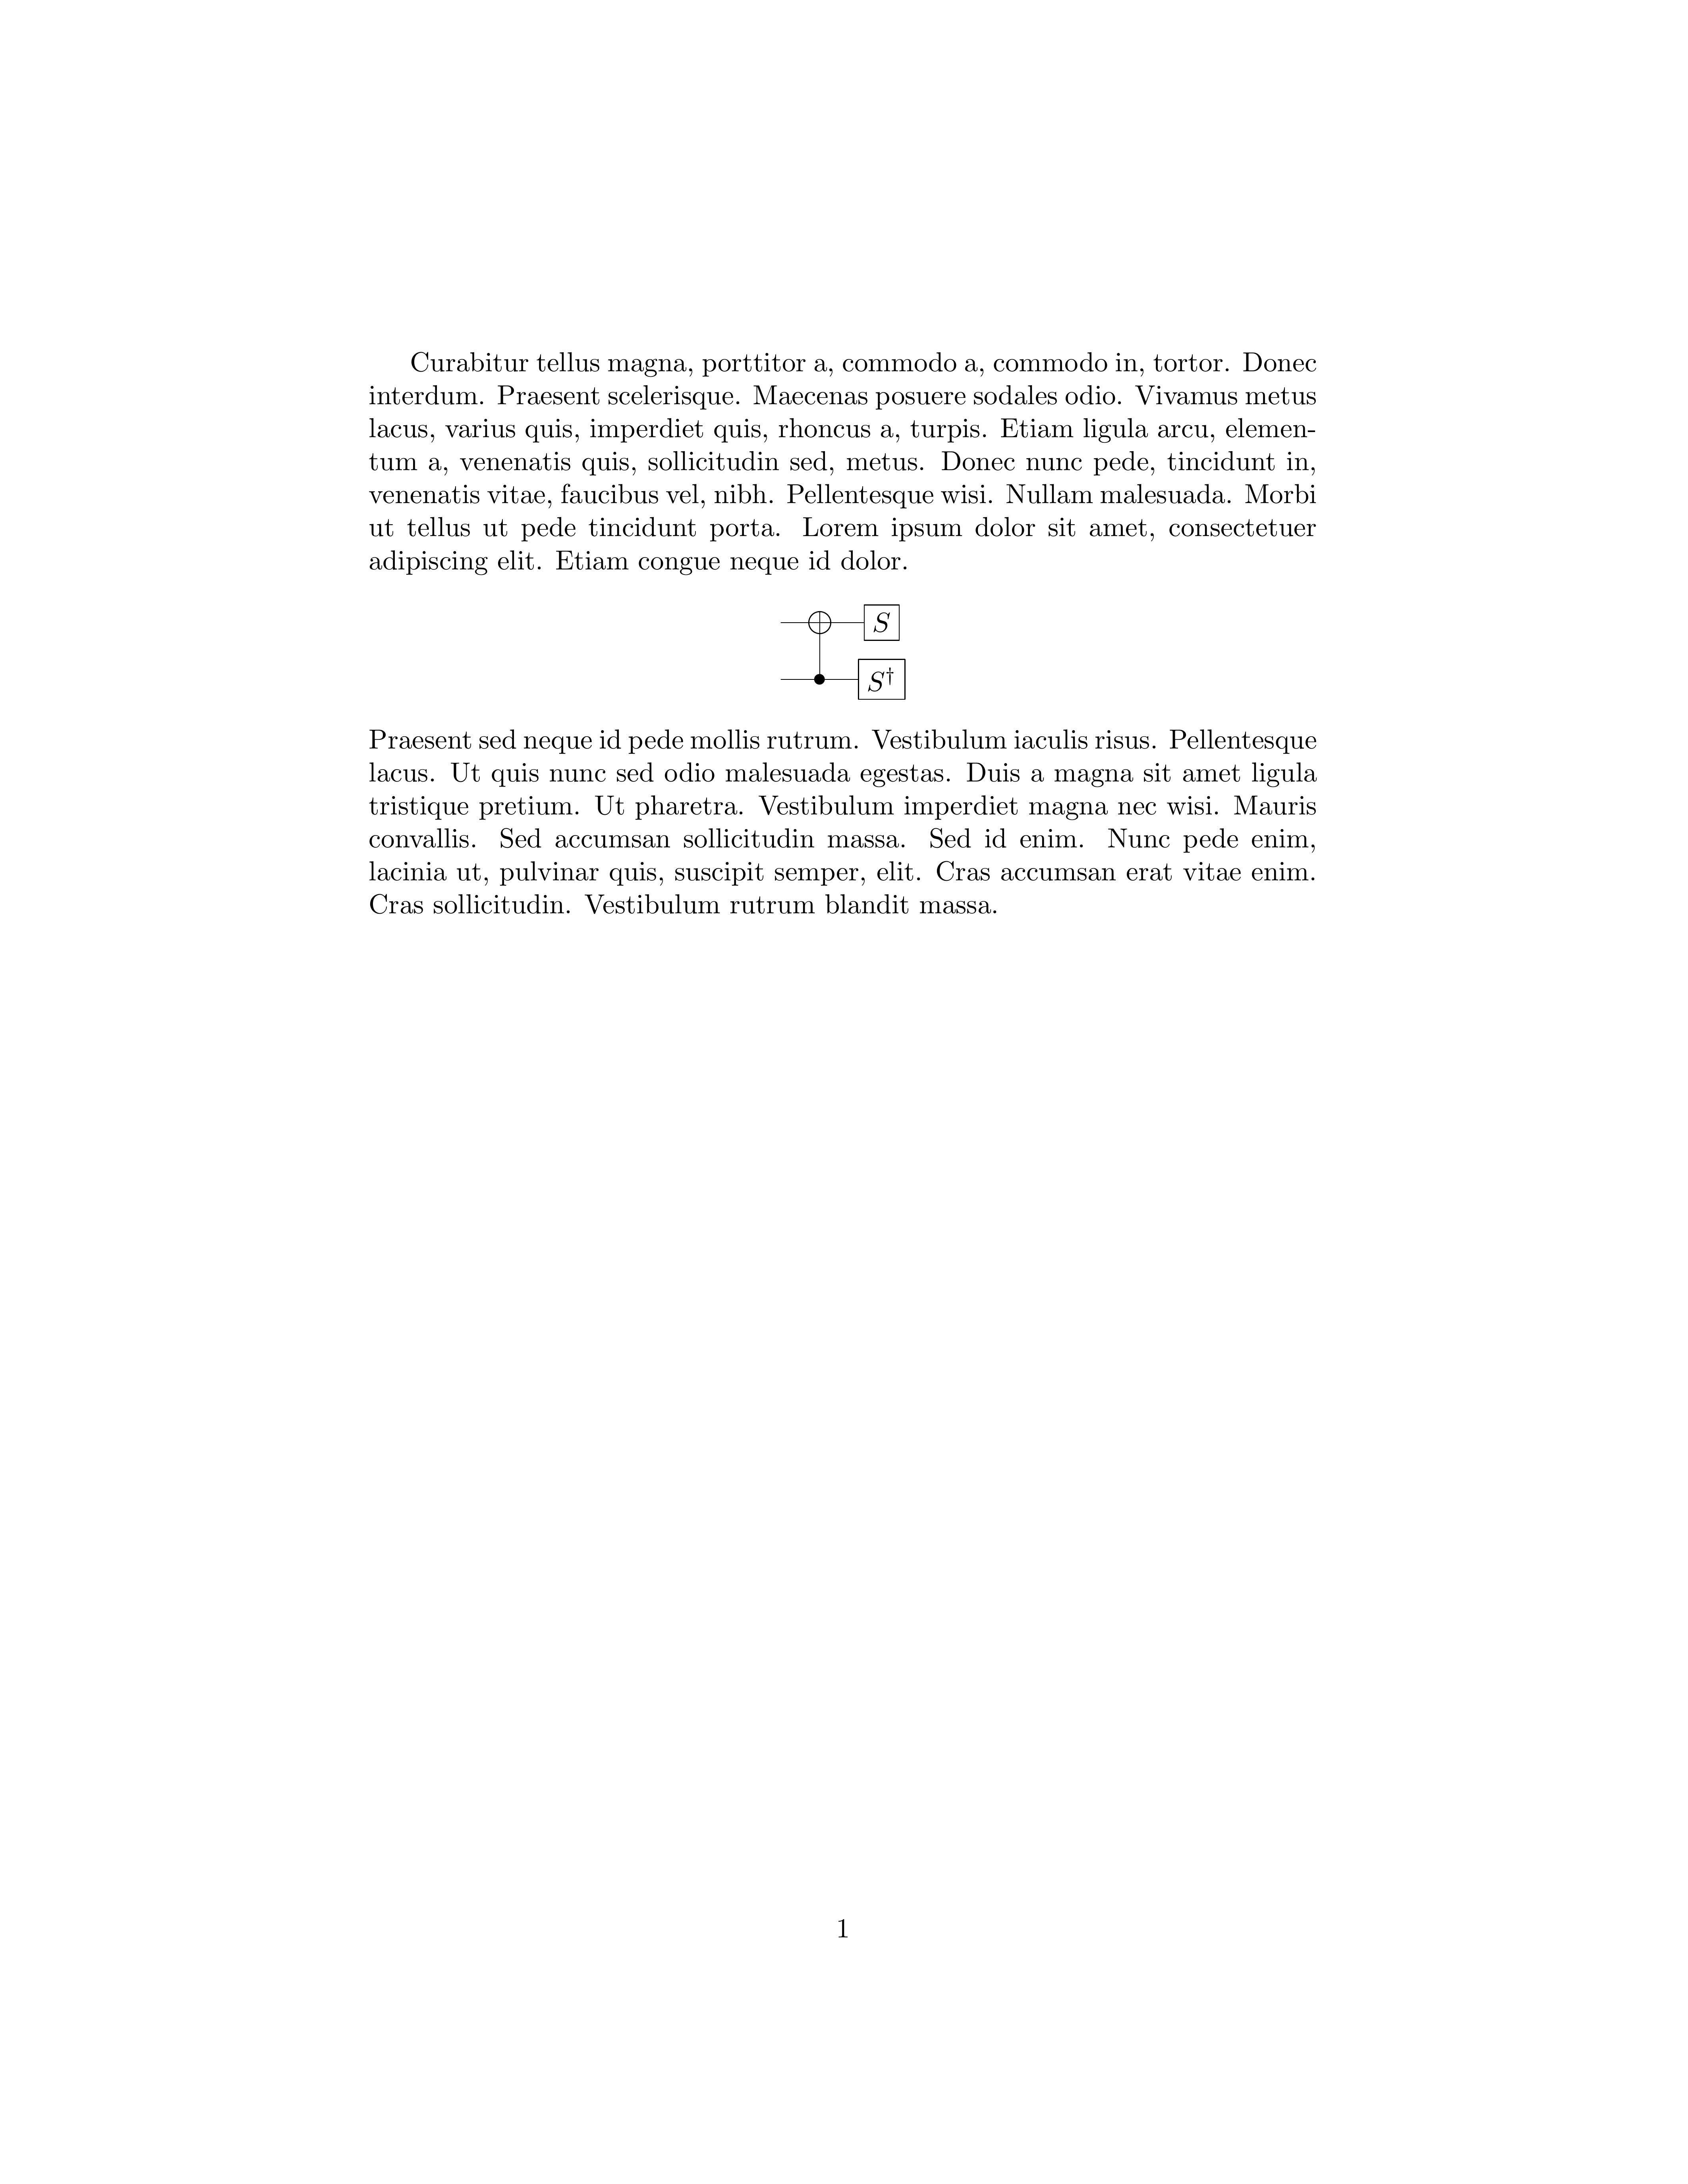 Curabitur tellus magna, porttitor a, commodo a, commodo in, tortor. Donec
interdum. Praesent scelerisque. Maecenas posuere sodales odio. Vivamus metus
lacus, varius quis, imperdiet quis, rhoncus a, turpis. Etiam ligula arcu, elemen-
tum a, venenatis quis, sollicitudin sed, metus. Donec nunc pede, tincidunt in,
venenatis vitae, faucibus vel, nibh. Pellentesque wisi. Nullam malesuada. Morbi
ut tellus ut pede tincidunt porta. Lorem ipsum dolor sit amet, consectetuer
adipiscing elit. Etiam congue neque id dolor.
S
S†
Praesent sed neque id pede mollis rutrum. Vestibulum iaculis risus. Pellentesque
lacus. Ut quis nunc sed odio malesuada egestas. Duis a magna sit amet ligula
tristique pretium. Ut pharetra. Vestibulum imperdiet magna nec wisi. Mauris
convallis. Sed accumsan sollicitudin massa. Sed id enim. Nunc pede enim,
lacinia ut, pulvinar quis, suscipit semper, elit. Cras accumsan erat vitae enim.
Cras sollicitudin. Vestibulum rutrum blandit massa.
1